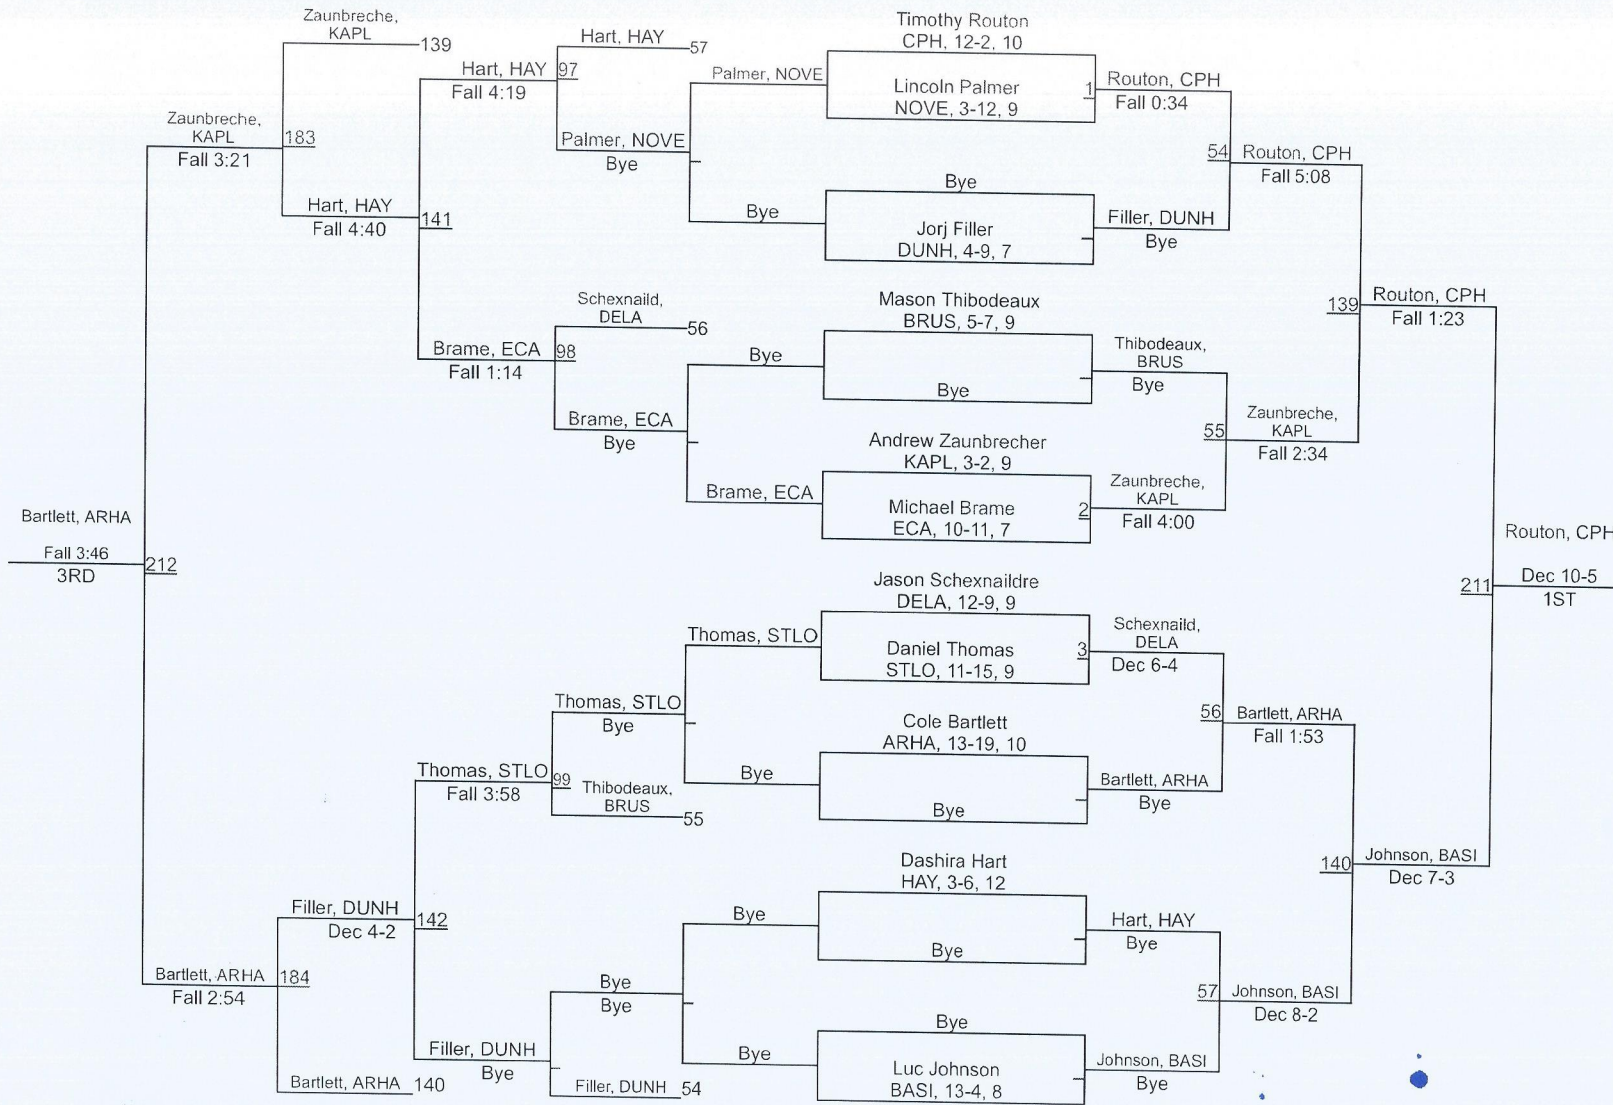 Zaunbreche,
KAPL
139
Hart, HAY
57
Timothy Routon
CPH, 12-2, 10
Hart, HAY
97
Fall 4:19
Palmer, NOVE
Lincoln Palmer
NOVE, 3-12, 9
1
Routon, CPH
Fall 0:34
Zaunbreche,
KAPL
183
Fall 3:21
Palmer, NOVE
Bye
54
Routon, CPH
Fall 5:08
Hart, HAY
141
Fall 4:40
Bye
Bye
Jorj Filler
DUNH, 4-9, 7
Filler, DUNH
Bye
Schexnaild,
DELA
56
Mason Thibodeaux
BRUS, 5-7, 9
139
Routon, CPH
Fall 1:23
Brame, ECA
98
Fall 1:14
Bye
Bye
Thibodeaux,
BRUS
Bye
Brame, ECA
Bye
Andrew Zaunbrecher
KAPL, 3-2, 9
55
Zaunbreche,
KAPL
Fall 2:34
Brame, ECA
Michael Brame
ECA, 10-11, 7
2
Zaunbreche,
KAPL
Fall 4:00
Bartlett, ARHA
Fall 3:46
3RD
212
Routon, CPH
211
Dec 10-5
1ST
Jason Schexnaildre
DELA, 12-9, 9
Thomas, STLO
Daniel Thomas
STLO, 11-15, 9
3
Schexnaild,
DELA
Dec 6-4
Thomas, STLO
Bye
Cole Bartlett
ARHA, 13-19, 10
56
Bartlett, ARHA
Fall 1:53
Thomas, STLO
99
Fall 3:58
Thibodeaux,
BRUS
55
Bye
Bye
Bartlett, ARHA
Bye
Dashira Hart
HAY, 3-6, 12
140
Johnson, BASI
Dec 7-3
Filler, DUNH
142
Dec 4-2
Bye
Bye
Hart, HAY
Bye
Bartlett, ARHA
184
Fall 2:54
Bye
Bye
57
Johnson, BASI
Dec 8-2
Filler, DUNH
Bye
Bye
Bye
Luc Johnson
BASI, 13-4, 8
Johnson, BASI
Bye
Bartlett, ARHA
140
Filler, DUNH
54